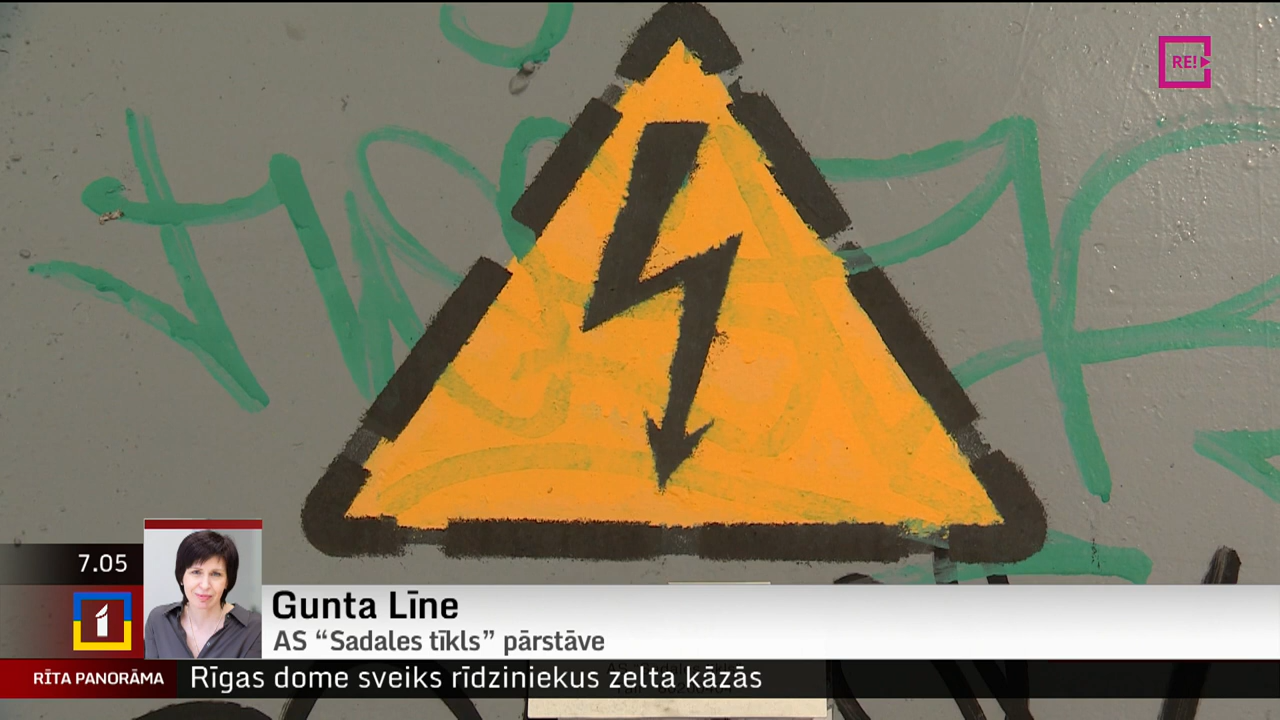 RE!
7.05
1
Gunta Līne
AS “Sadales tīkls” pārstāve
RĪTA PANORĀMA
Rīgas dome sveiks rīdziniekus zelta kāzās